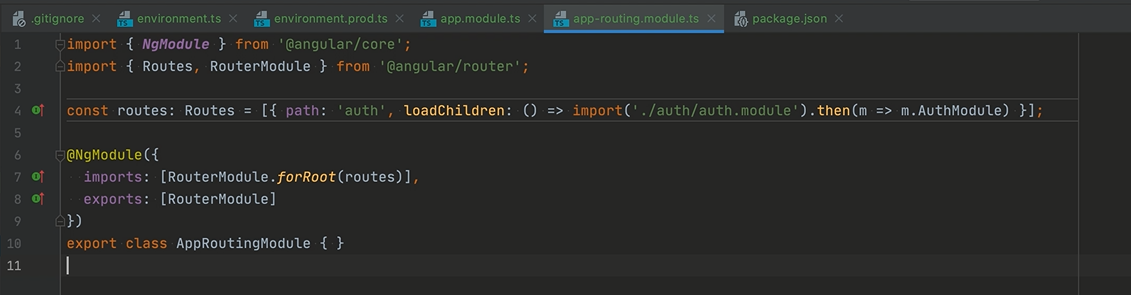 .gitignore environment.ts environment.prod.ts app.module.ts app-routing.module.ts package.json
1 import { NgModule } from '@angular/core';
2 import { Routes, RouterModule } from '@angular/router';
3
4 const routes: Routes = [{ path: 'auth', loadChildren: () => import('./auth/auth.module').then(m => m.AuthModule) }];
5
6 @NgModule({
7 imports: [RouterModule.forRoot(routes)],
8 exports: [RouterModule]
9 })
10 export class AppRoutingModule { }
11